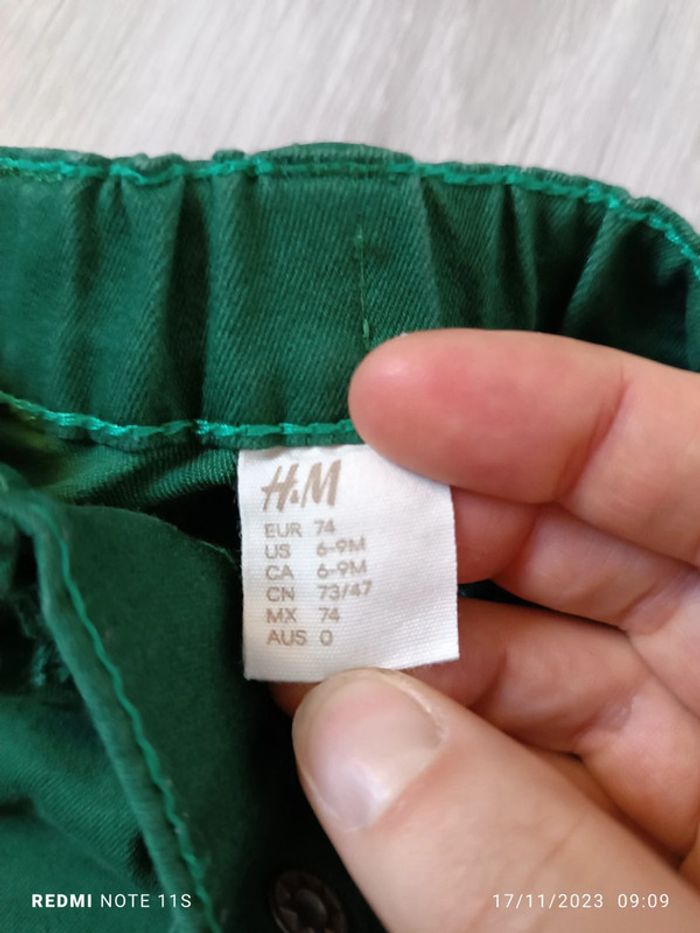 H&M
EUR 74
US 6-9M
CA 6-9M
CN 73/47
MX 74
AUS 0
REDMI NOTE 11S
17/11/2023 09:09